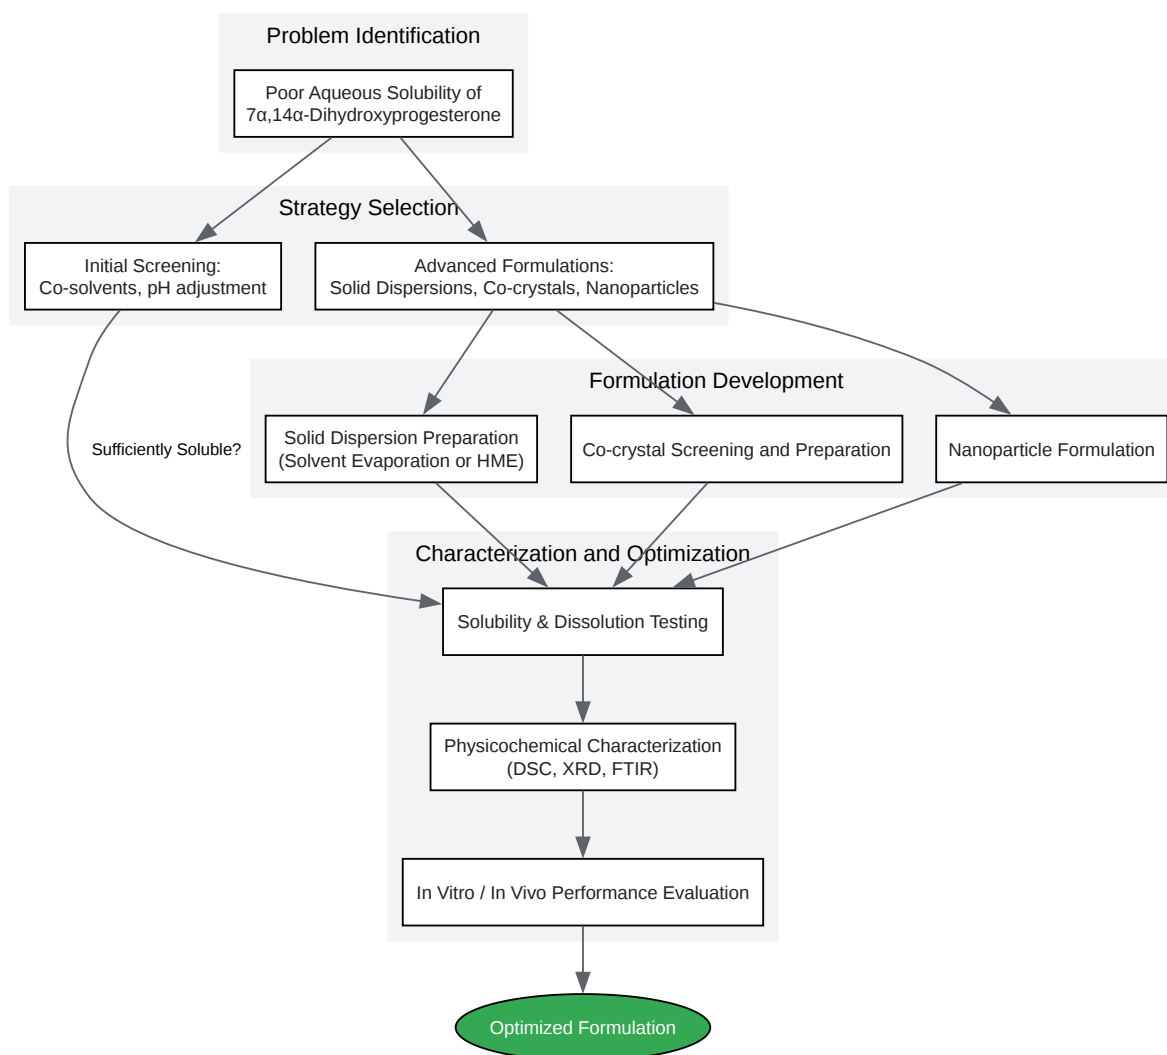 Problem Identification
Poor Aqueous Solubility of
7α,14α-Dihydroxyprogesterone
Strategy Selection
Initial Screening:
Co-solvents, pH adjustment
Advanced Formulations:
Solid Dispersions, Co-crystals, Nanoparticles
Formulation Development
Sufficiently Soluble?
Solid Dispersion Preparation
(Solvent Evaporation or HME)
Co-crystal Screening and Preparation
Nanoparticle Formulation
Characterization and Optimization
Solubility & Dissolution Testing
Physicochemical Characterization
(DSC, XRD, FTIR)
In Vitro / In Vivo Performance Evaluation
Optimized Formulation